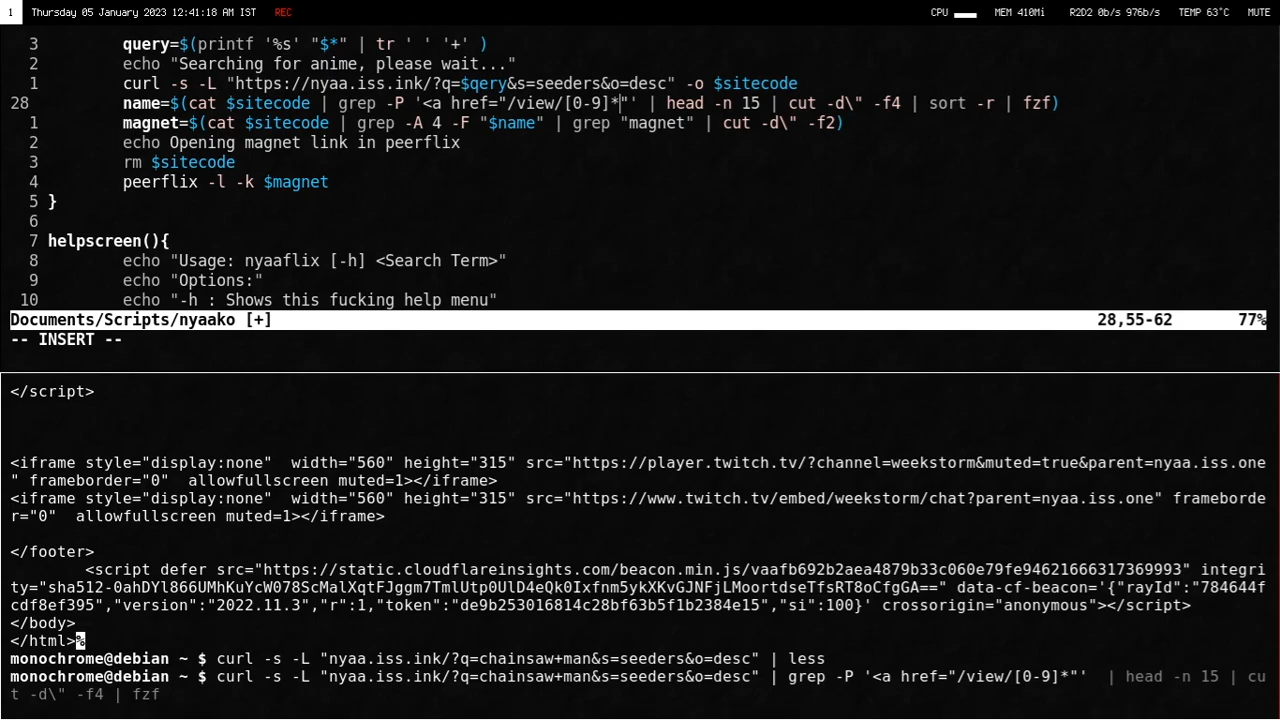 1 Thursday 05 January 2023 12:41:18 AM IST REC CPU MEM 410Mi R2D2 0b/s 976b/s TEMP 63°C MUTE
3 query=$(printf '%s' "$*" | tr ' ' '+' )
2 echo "Searching for anime, please wait..."
1 curl -s -L "https://nyaa.iss.ink/?q=$qery&s=seeders&o=desc" -o $sitecode
28 name=$(cat $sitecode | grep -P '<a href="/view/[0-9]*"' | head -n 15 | cut -d\" -f4 | sort -r | fzf)
1 magnet=$(cat $sitecode | grep -A 4 -F "$name" | grep "magnet" | cut -d\" -f2)
2 echo Opening magnet link in peerflix
3 rm $sitecode
4 peerflix -l -k $magnet
5 }
6
7 helpscreen(){
8 echo "Usage: nyaaflix [-h] <Search Term>"
9 echo "Options:"
10 echo "-h : Shows this fucking help menu"
Documents/Scripts/nyaako [+] 28,55-62 77%
-- INSERT --
</script>
<iframe style="display:none"  width="560" height="315" src="https://player.twitch.tv/?channel=weekstorm&muted=true&parent=nyaa.iss.one
" frameborder="0"  allowfullscreen muted=1></iframe>
<iframe style="display:none"  width="560" height="315" src="https://www.twitch.tv/embed/weekstorm/chat?parent=nyaa.iss.one" frameborde
r="0"  allowfullscreen muted=1></iframe>
</footer>
<script defer src="https://static.cloudflareinsights.com/beacon.min.js/vaafb692b2aea4879b33c060e79fe94621666317369993" integri
ty="sha512-0ahDYl866UMhKuYcW078ScMalXqtFJggm7TmlUtp0UlD4eQk0Ixfnm5ykXKvGJNFjLMoortdseTfsRT8oCfgGA==" data-cf-beacon='{"rayId":"784644f
cdf8ef395","version":"2022.11.3","r":1,"token":"de9b253016814c28bf63b5f1b2384e15","si":100}' crossorigin="anonymous"></script>
</body>
</html>%
monochrome@debian ~ $ curl -s -L "nyaa.iss.ink/?q=chainsaw+man&s=seeders&o=desc" | less
monochrome@debian ~ $ curl -s -L "nyaa.iss.ink/?q=chainsaw+man&s=seeders&o=desc" | grep -P '<a href="/view/[0-9]*"'  | head -n 15 | cu
t -d\" -f4 | fzf